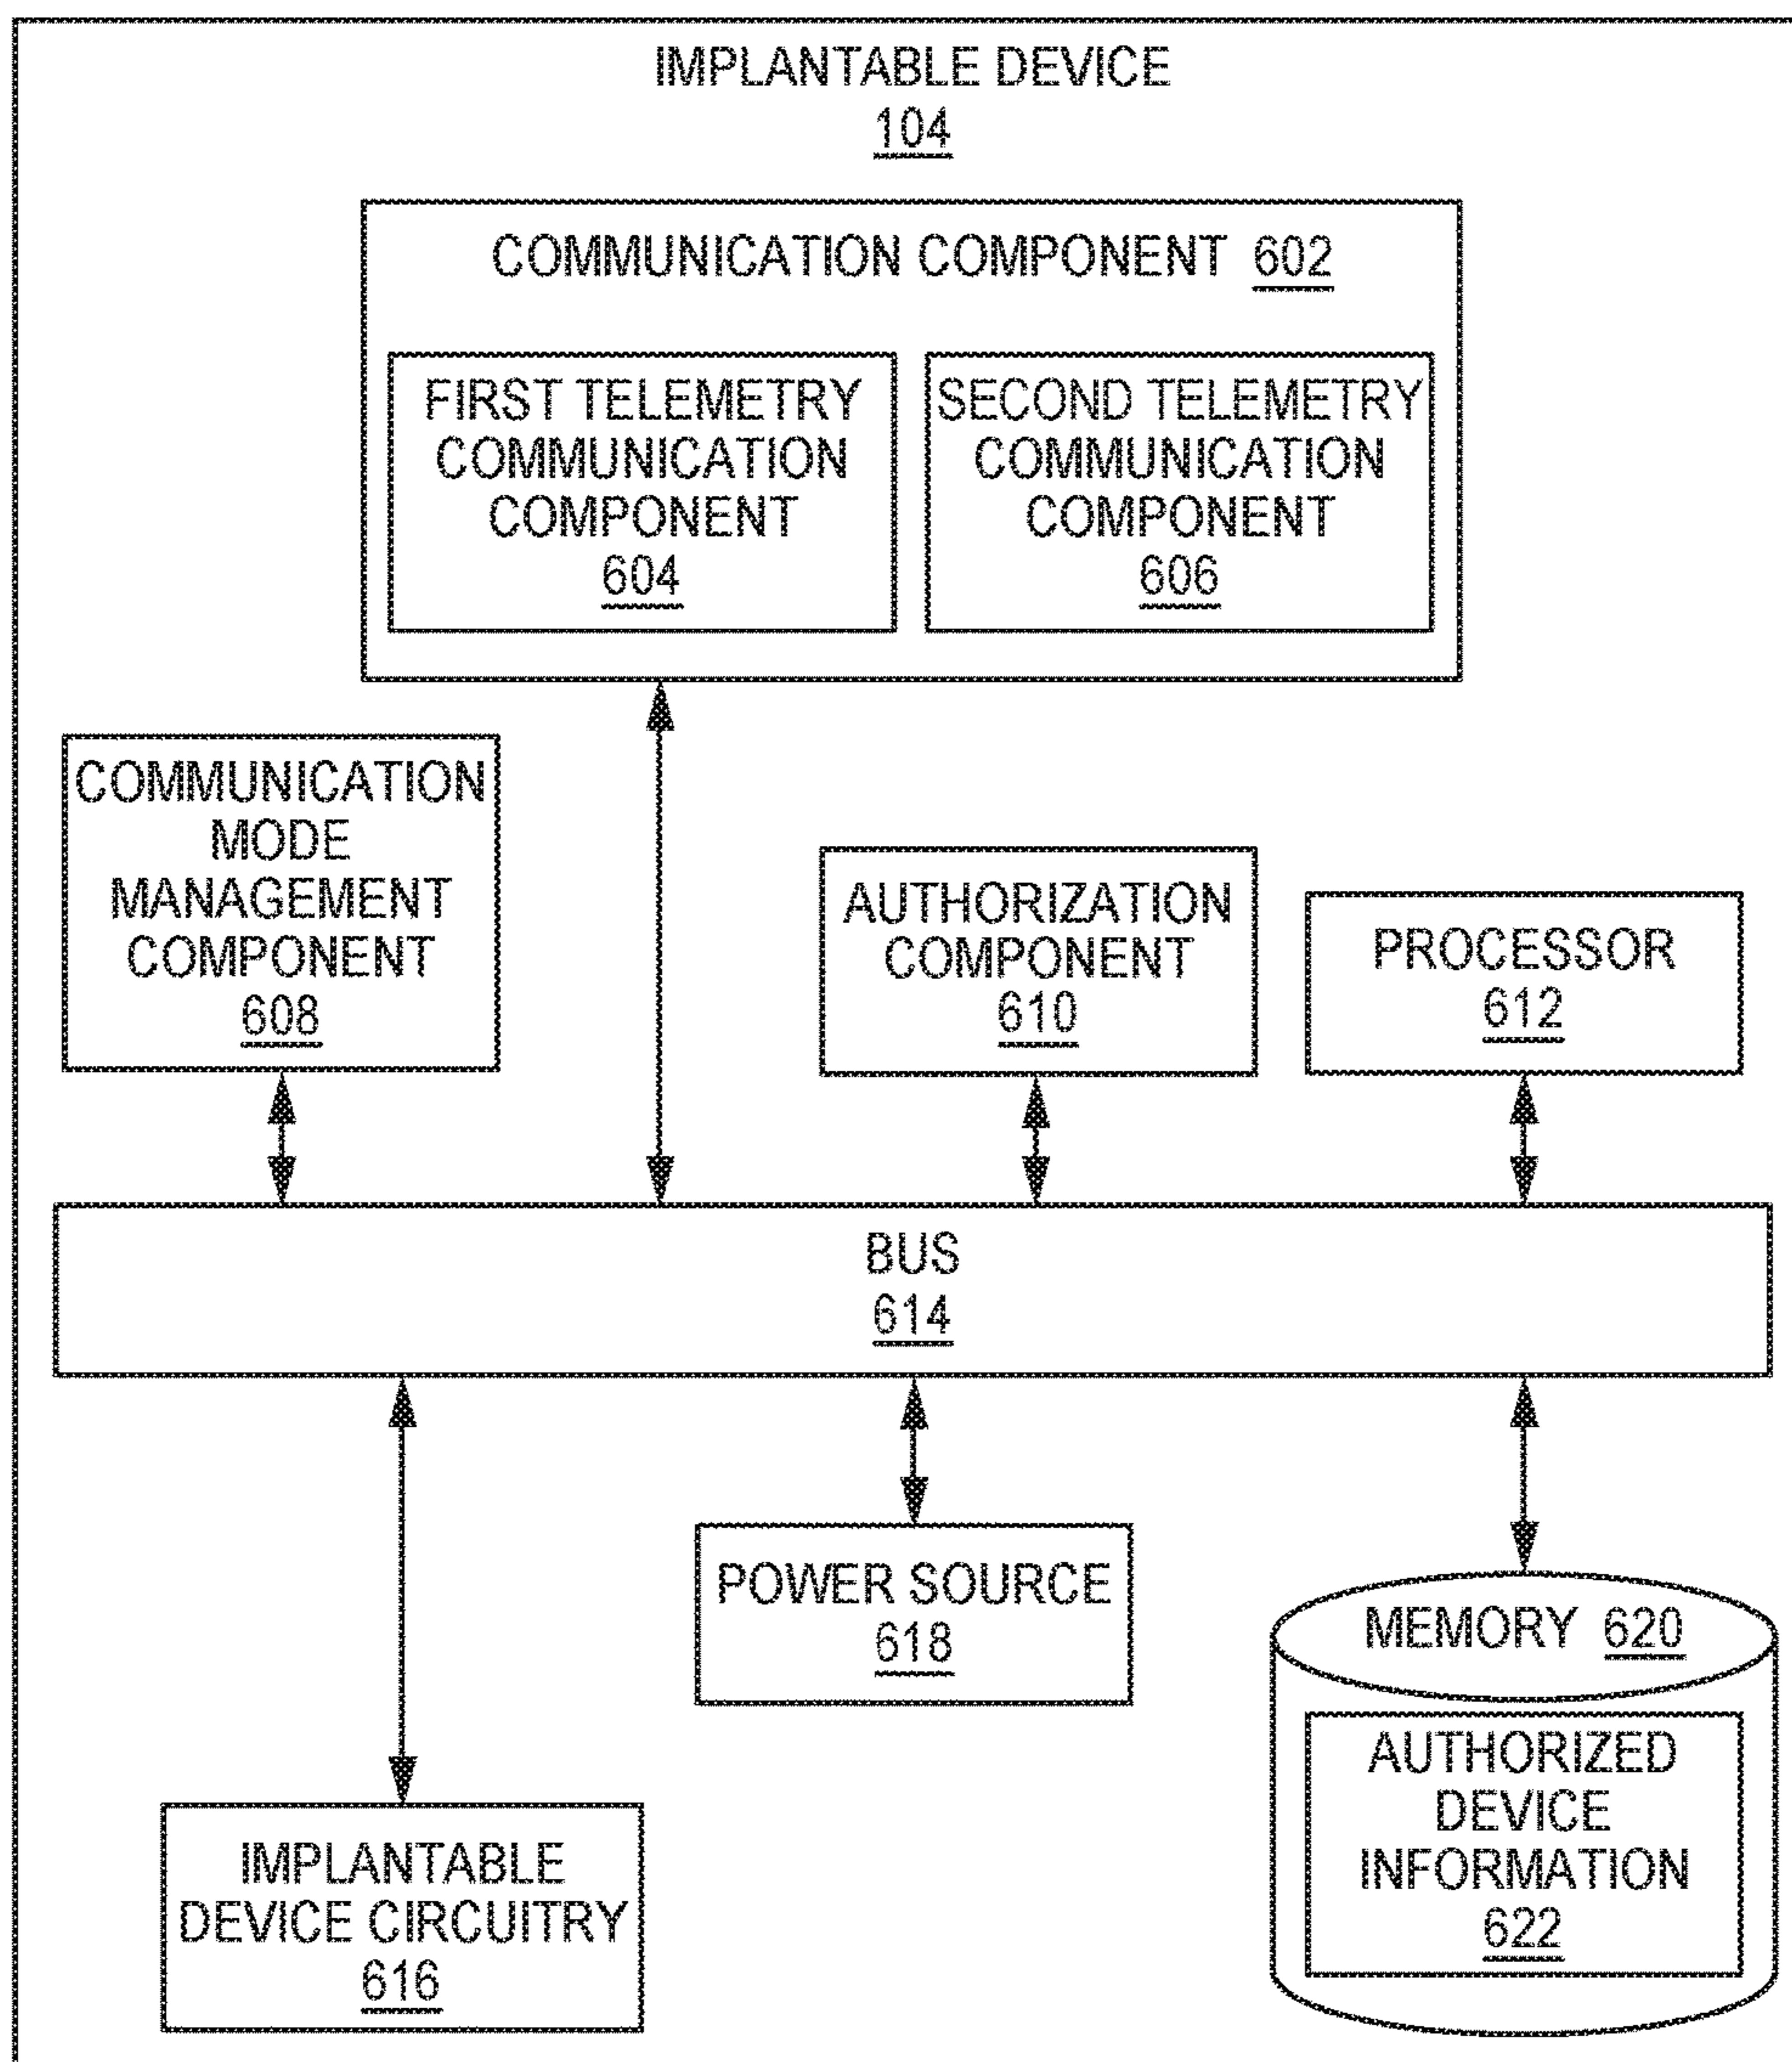 IMPLANTABLE DEVICE
104
COMMUNICATION COMPONENT 602
FIRST TELEMETRY
COMMUNICATION
COMPONENT
604
SECOND TELEMETRY
COMMUNICATION
COMPONENT
606
COMMUNICATION
MODE
MANAGEMENT
COMPONENT
608
AUTHORIZATION
COMPONENT
610
PROCESSOR
612
BUS
614
IMPLANTABLE
DEVICE CIRCUITRY
616
POWER SOURCE
618
MEMORY 620
AUTHORIZED
DEVICE
INFORMATION
622